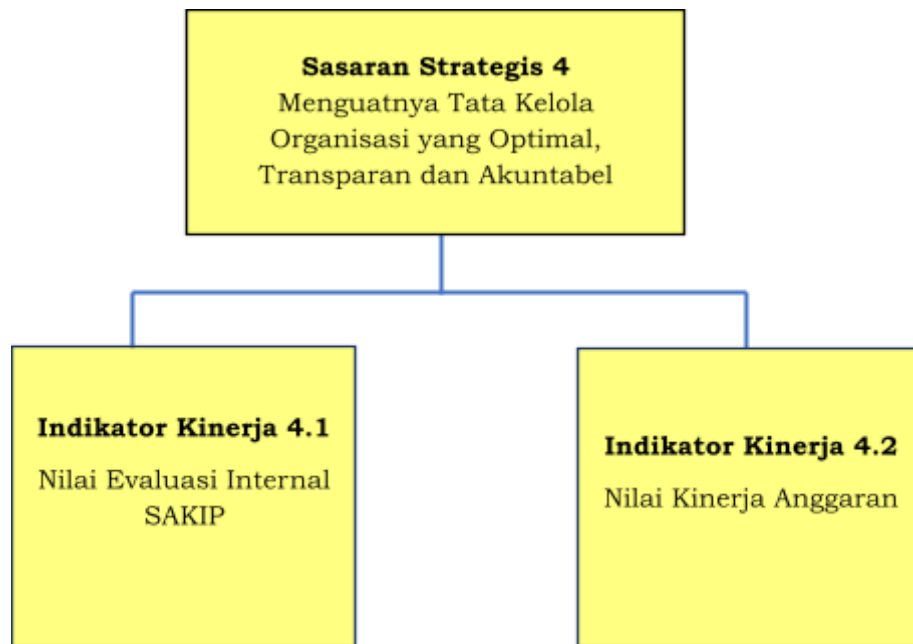 Sasaran Strategis 4
Menguatnya Tata Kelola
Organisasi yang Optimal,
Transparan dan Akuntabel
Indikator Kinerja 4.1
Nilai Evaluasi Internal
SAKIP
Indikator Kinerja 4.2
Nilai Kinerja Anggaran